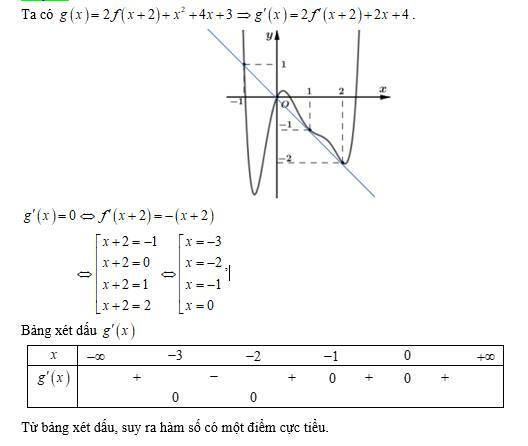 Ta có g(x) = 2f(x+2) + x² + 4x + 3 ⇒ g'(x) = 2f'(x+2) + 2x + 4 .
y
1
1 2 x
−1 O
−1
−2
g'(x) = 0 ⇔ f'(x+2) = −(x+2)
⇔ [x+2 = −1 ⇔ [x = −3
x+2 = 0 x = −2
x+2 = 1 x = −1
x+2 = 2 x = 0
,
Bảng xét dấu g'(x)
x −∞ −3 −2 −1 0 +∞
g'(x) + − + 0 + 0 +
0 0
Từ bảng xét dấu, suy ra hàm số có một điểm cực tiểu.